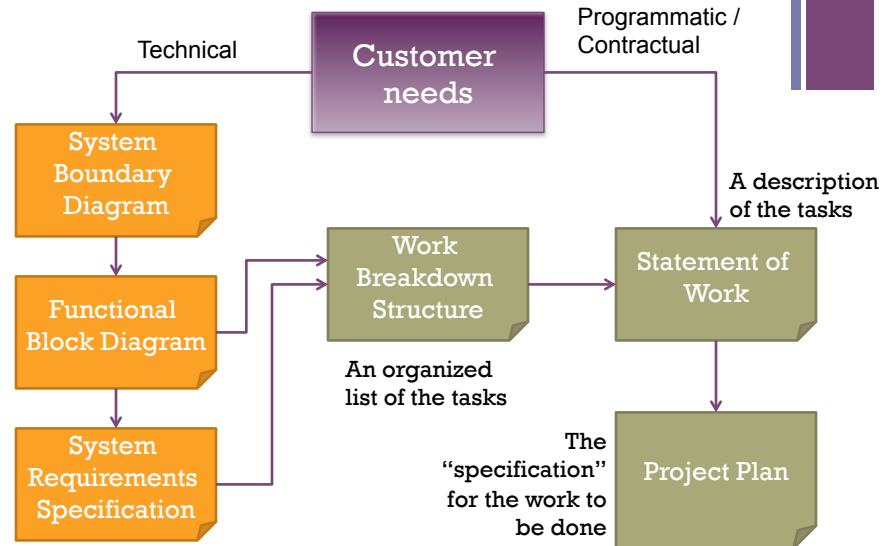 Programmatic /
Contractual
Technical
Customer
needs
System
Boundary
Diagram
A description
of the tasks
Work
Breakdown
Structure
Statement of
Work
Functional
Block Diagram
An organized
list of the tasks
System
Requirements
Specification
The
“specification”
for the work to
be done
Project Plan